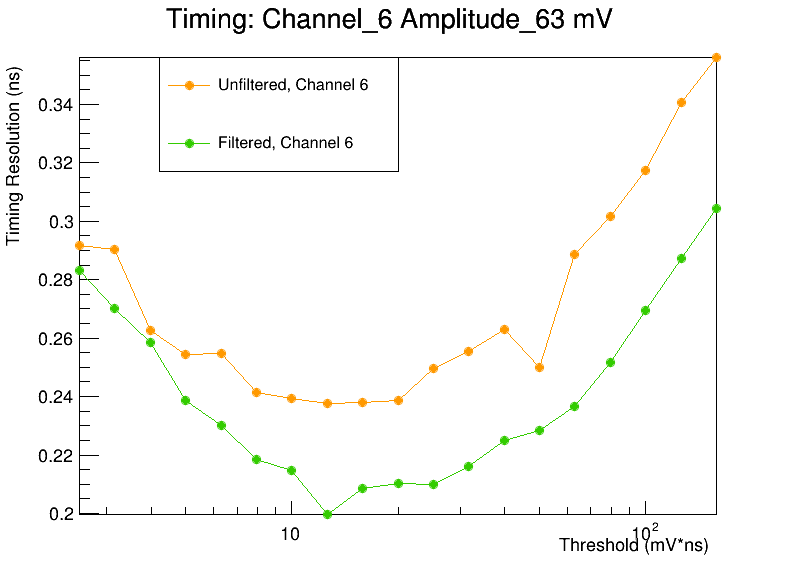 Timing: Channel_6 Amplitude_63 mV
Timing Resolution (ns)
Unfiltered, Channel 6
Filtered, Channel 6
0.34
0.32
0.3
0.28
0.26
0.24
0.22
0.2
10
10²
Threshold (mV*ns)